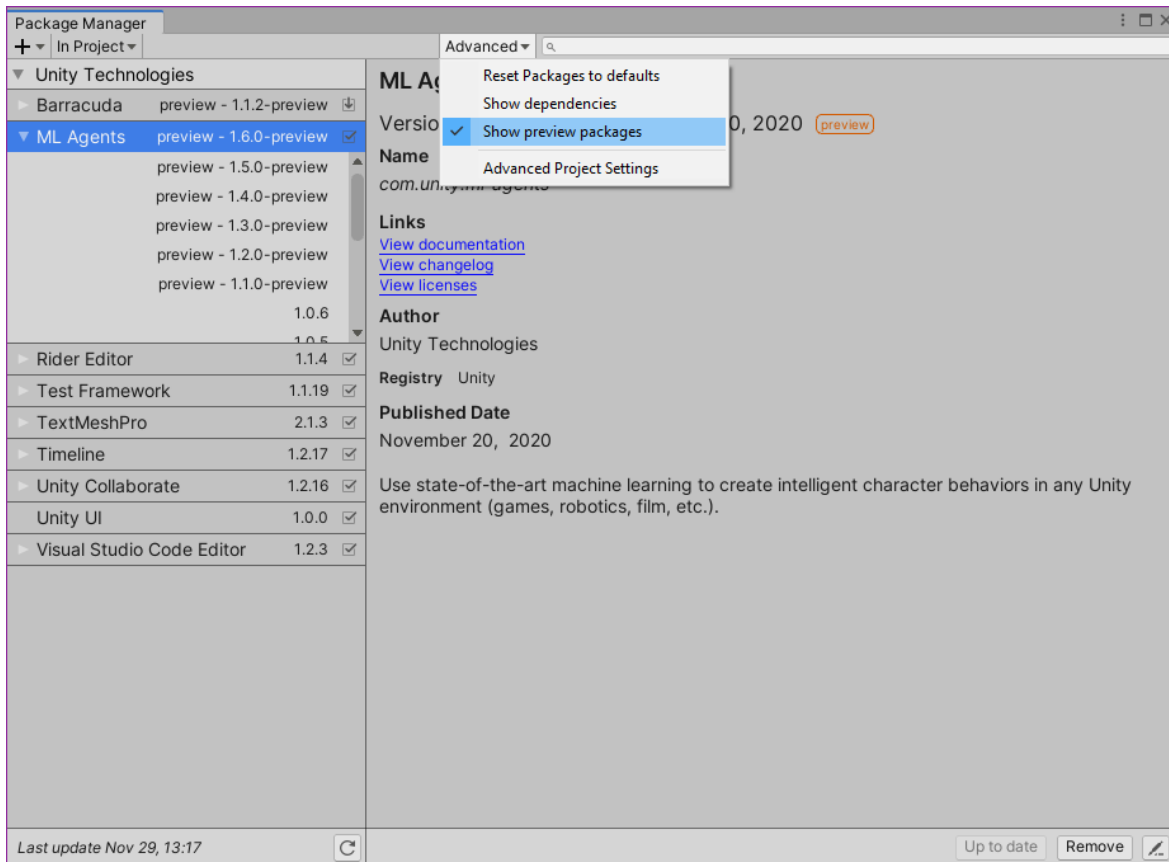 Package Manager
+ In Project Advanced
Unity Technologies
Barracuda preview - 1.1.2-preview
ML Agents preview - 1.6.0-preview
preview - 1.5.0-preview
preview - 1.4.0-preview
preview - 1.3.0-preview
preview - 1.2.0-preview
preview - 1.1.0-preview
1.0.6
1.0.5
Rider Editor 1.1.4
Test Framework 1.1.19
TextMeshPro 2.1.3
Timeline 1.2.17
Unity Collaborate 1.2.16
Unity UI 1.0.0
Visual Studio Code Editor 1.2.3
Last update Nov 29, 13:17
Reset Packages to defaults
Show dependencies
Show preview packages
Advanced Project Settings
ML
0, 2020 preview
Name
Links
View documentation
View changelog
View licenses
Author
Unity Technologies
Registry Unity
Published Date
November 20, 2020
Use state-of-the-art machine learning to create intelligent character behaviors in any Unity
environment (games, robotics, film, etc.).
Up to date Remove